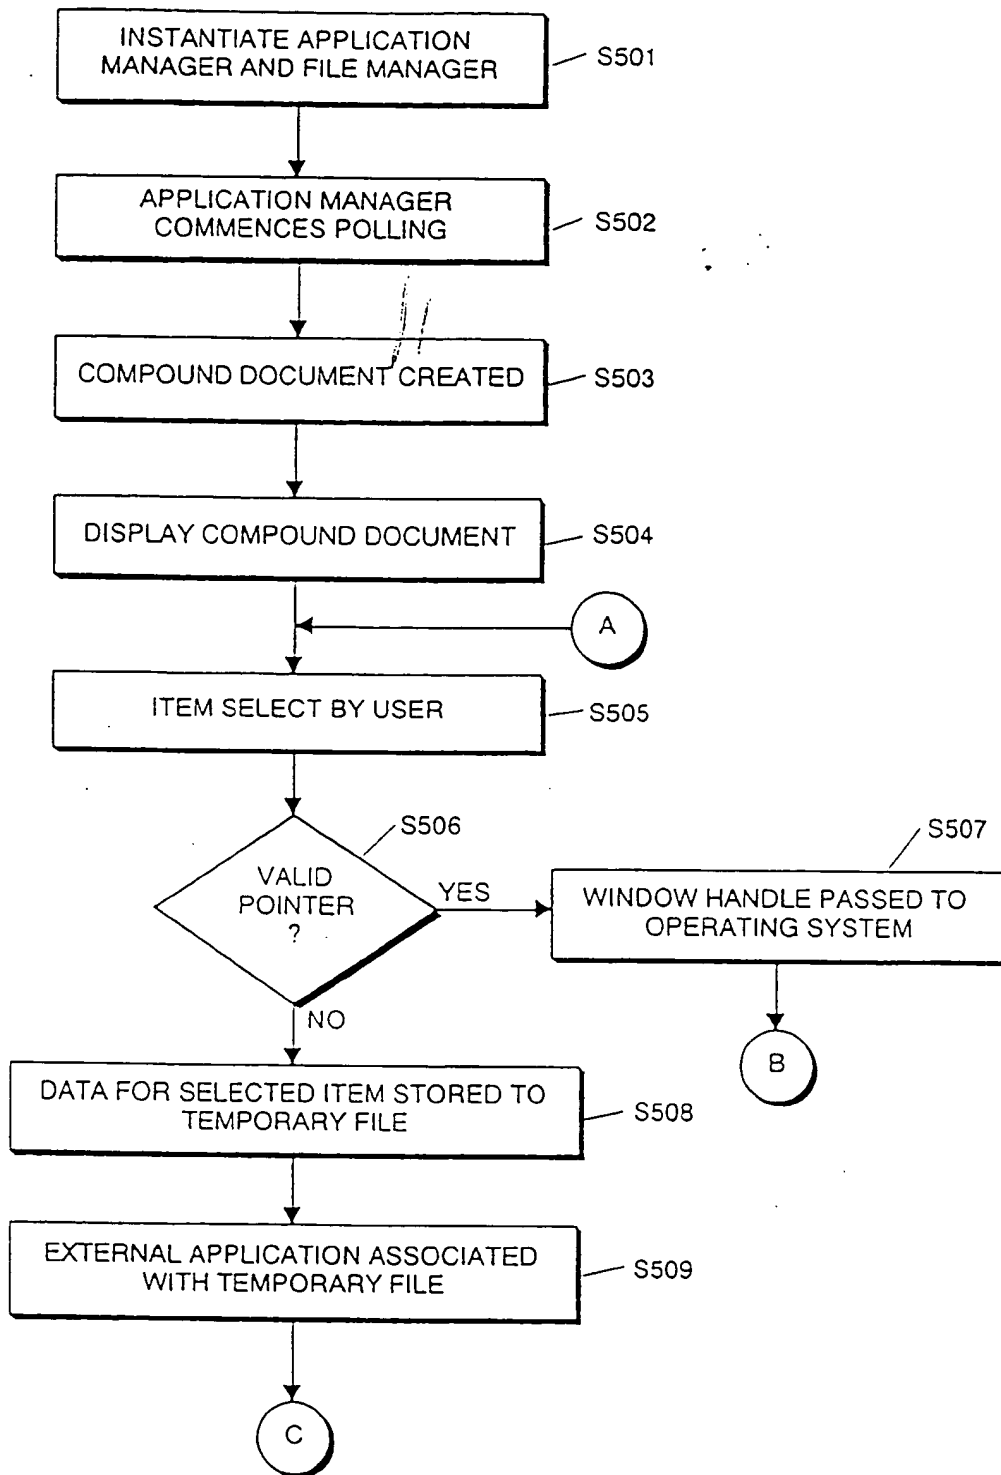 INSTANTIATE APPLICATION
MANAGER AND FILE MANAGER
S501
APPLICATION MANAGER
COMMENCES POLLING
S502
COMPOUND DOCUMENT CREATED
S503
DISPLAY COMPOUND DOCUMENT
S504
A
ITEM SELECT BY USER
S505
S506
VALID
POINTER
?
YES
S507
WINDOW HANDLE PASSED TO
OPERATING SYSTEM
B
NO
DATA FOR SELECTED ITEM STORED TO
TEMPORARY FILE
S508
EXTERNAL APPLICATION ASSOCIATED
WITH TEMPORARY FILE
S509
C